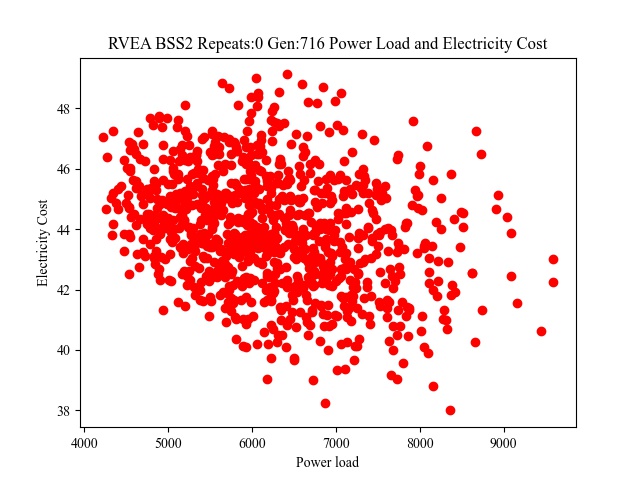 RVEA BSS2 Repeats:0 Gen:716 Power Load and Electricity Cost
48
46
44
42
40
38
Electricity Cost
4000 5000 6000 7000 8000 9000
Power load